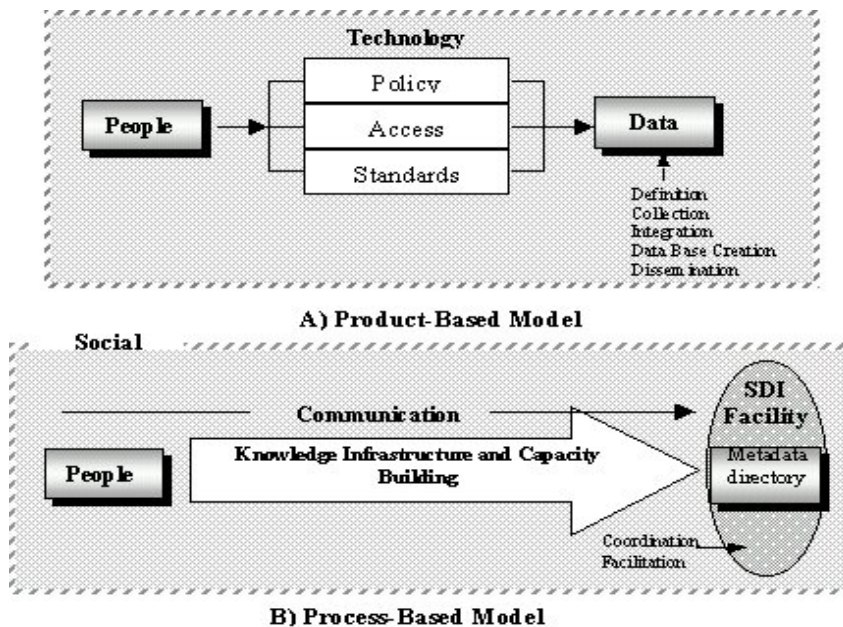 Technology
Policy
People
Access
Data
Standards
Definition
Collection
Integration
Data Base Creation
Dissemination
A) Product-Based Model
Social
SDI
Facility
Communication
Knowledge Infrastructure and Capacity
Building
People
Metadata
directory
Coordination
Facilitation
B) Process-Based Model